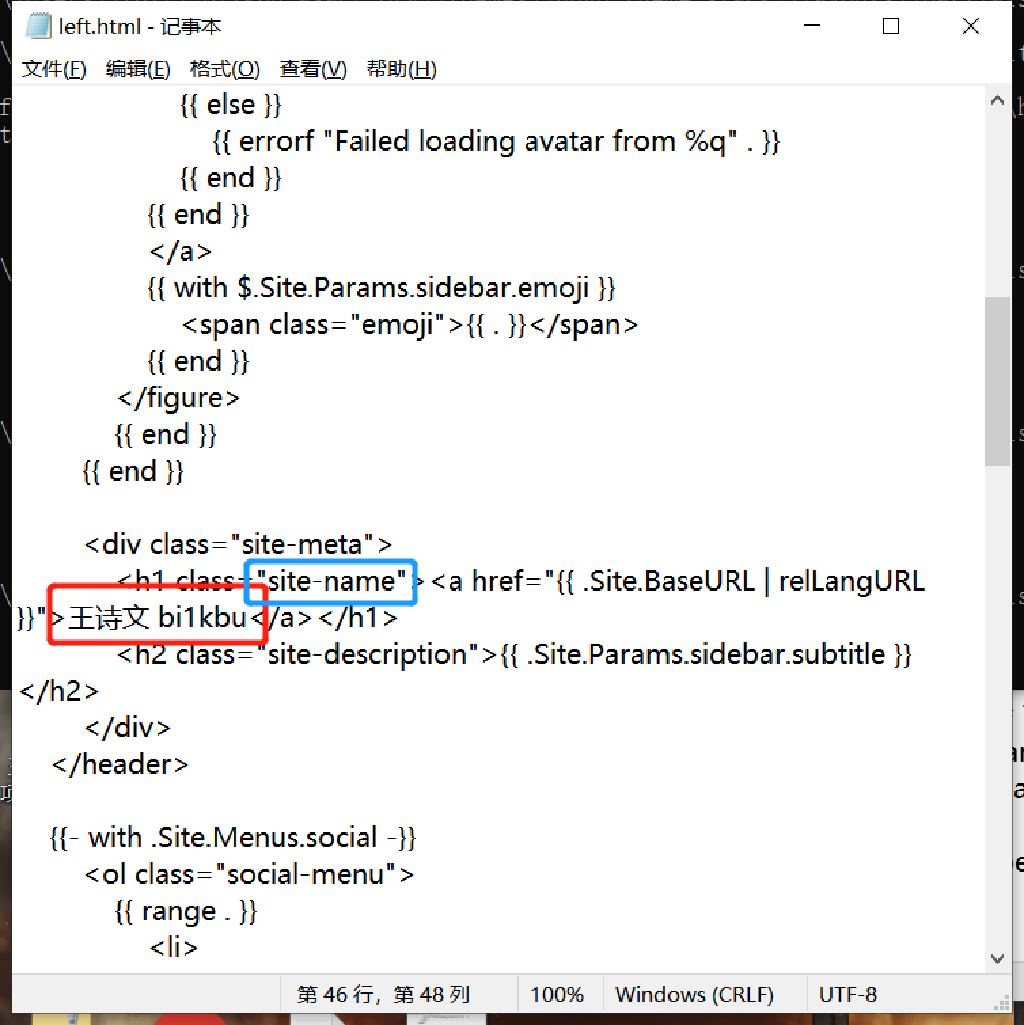 left.html - 记事本
文件(F) 编辑(E) 格式(O) 查看(V) 帮助(H)
{{ else }}
{{ errorf "Failed loading avatar from %q" . }}
{{ end }}
{{ end }}
</a>
{{ with $.Site.Params.sidebar.emoji }}
<span class="emoji">{{ . }}</span>
{{ end }}
</figure>
{{ end }}
{{ end }}
<div class="site-meta">
<h1 class="site-name"><a href="{{ .Site.BaseURL | relLangURL
}}">王诗文 bi1kbu</a></h1>
<h2 class="site-description">{{ .Site.Params.sidebar.subtitle }}
</h2>
</div>
</header>
{{- with .Site.Menus.social -}}
<ol class="social-menu">
{{ range . }}
<li>
第 46 行，第 48 列 100% Windows (CRLF) UTF-8